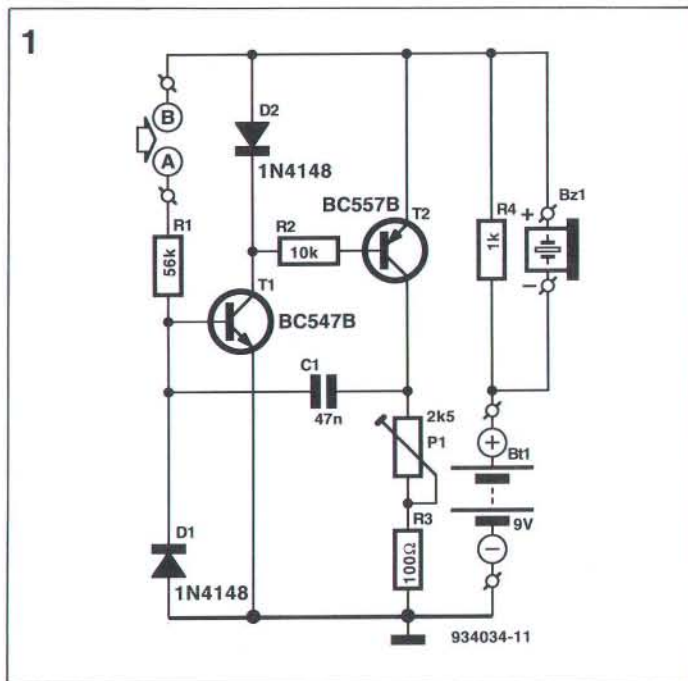 1
B
A
D2
1N4148
BC557B
T2
R2
10k
R1
56k
T1
BC547B
R4
1k
+
Bz1
−
C1
47n
2k5
P1
+
Bt1
9V
−
D1
1N4148
R3
100Ω
934034-11